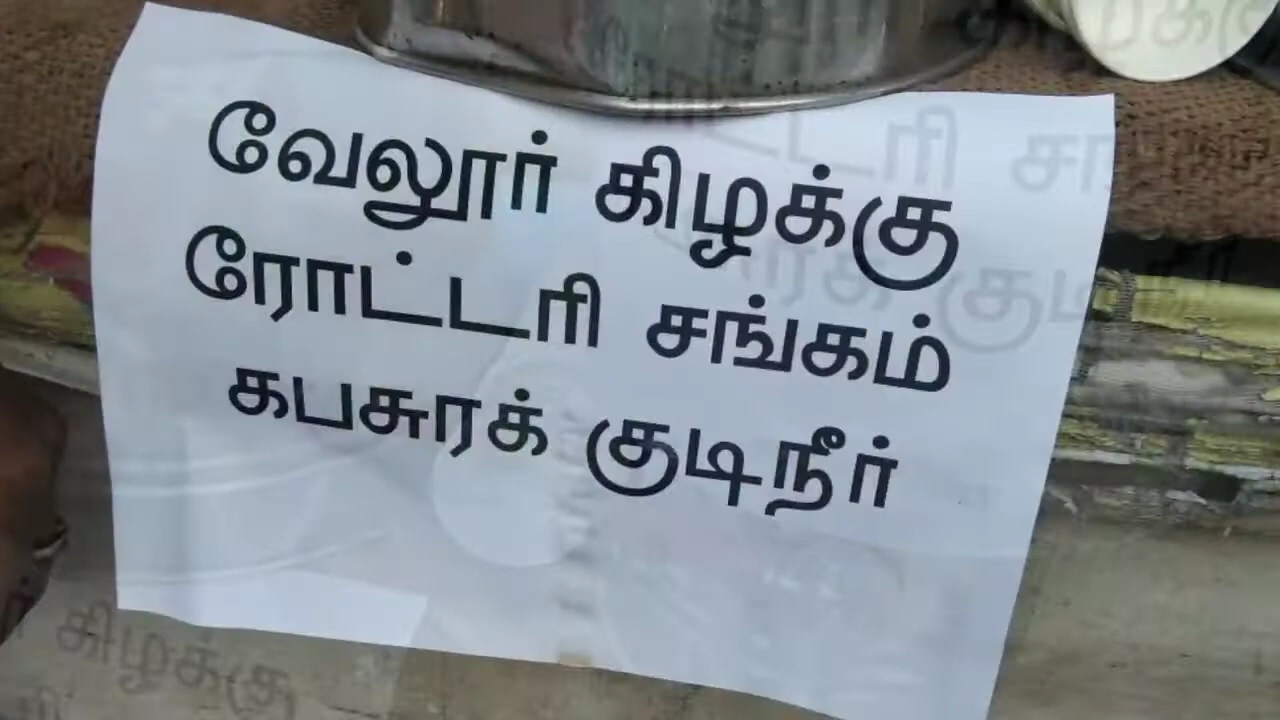 வேலூர் கிழக்கு
ரோட்டரி சங்கம்
கபசுரக் குடிநீர்